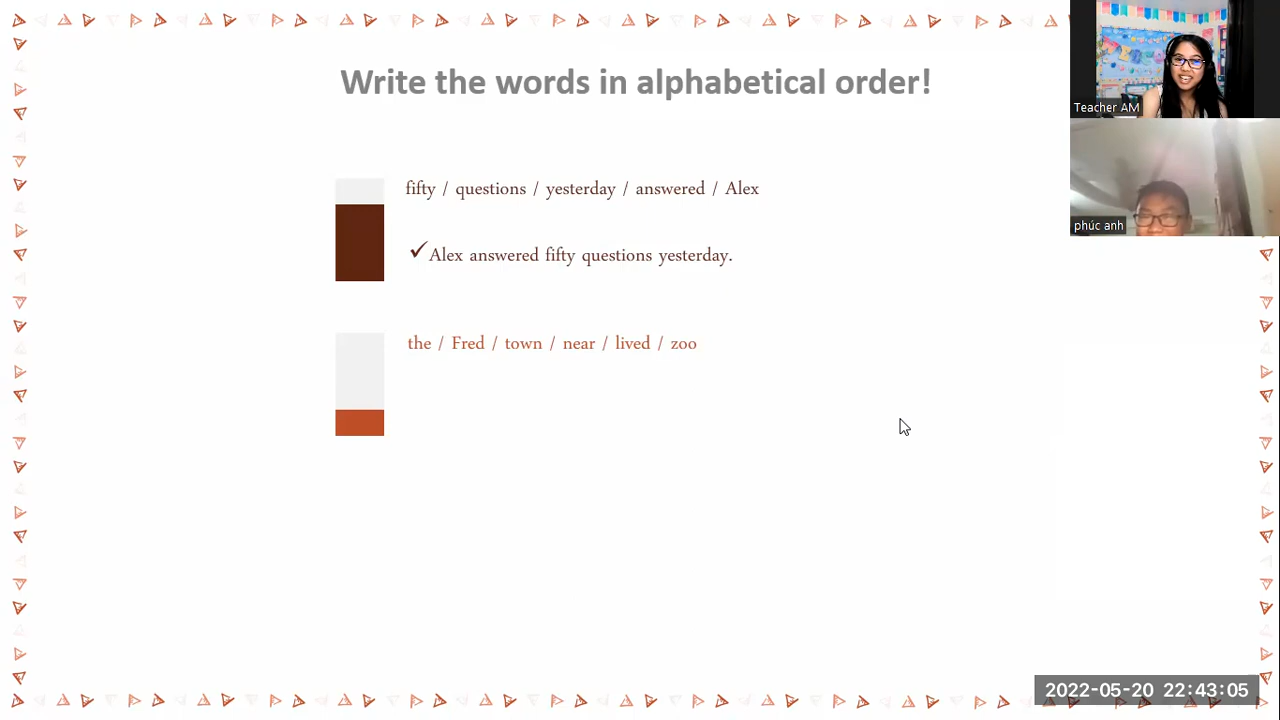 Write the words in alphabetical order!
Teacher AM
fifty / questions / yesterday / answered / Alex
phúc anh
Alex answered fifty questions yesterday.
the / Fred / town / near / lived / zoo
2022-05-20 22:43:05